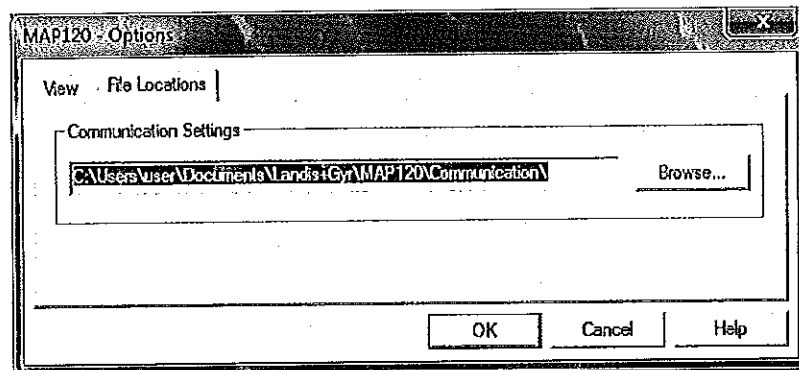 MAP120 - Options
View File Locations
Communication Settings
C:\Users\user\Documents\Landis+Gyr\MAP120\Communication\
Browse...
OK Cancel Help